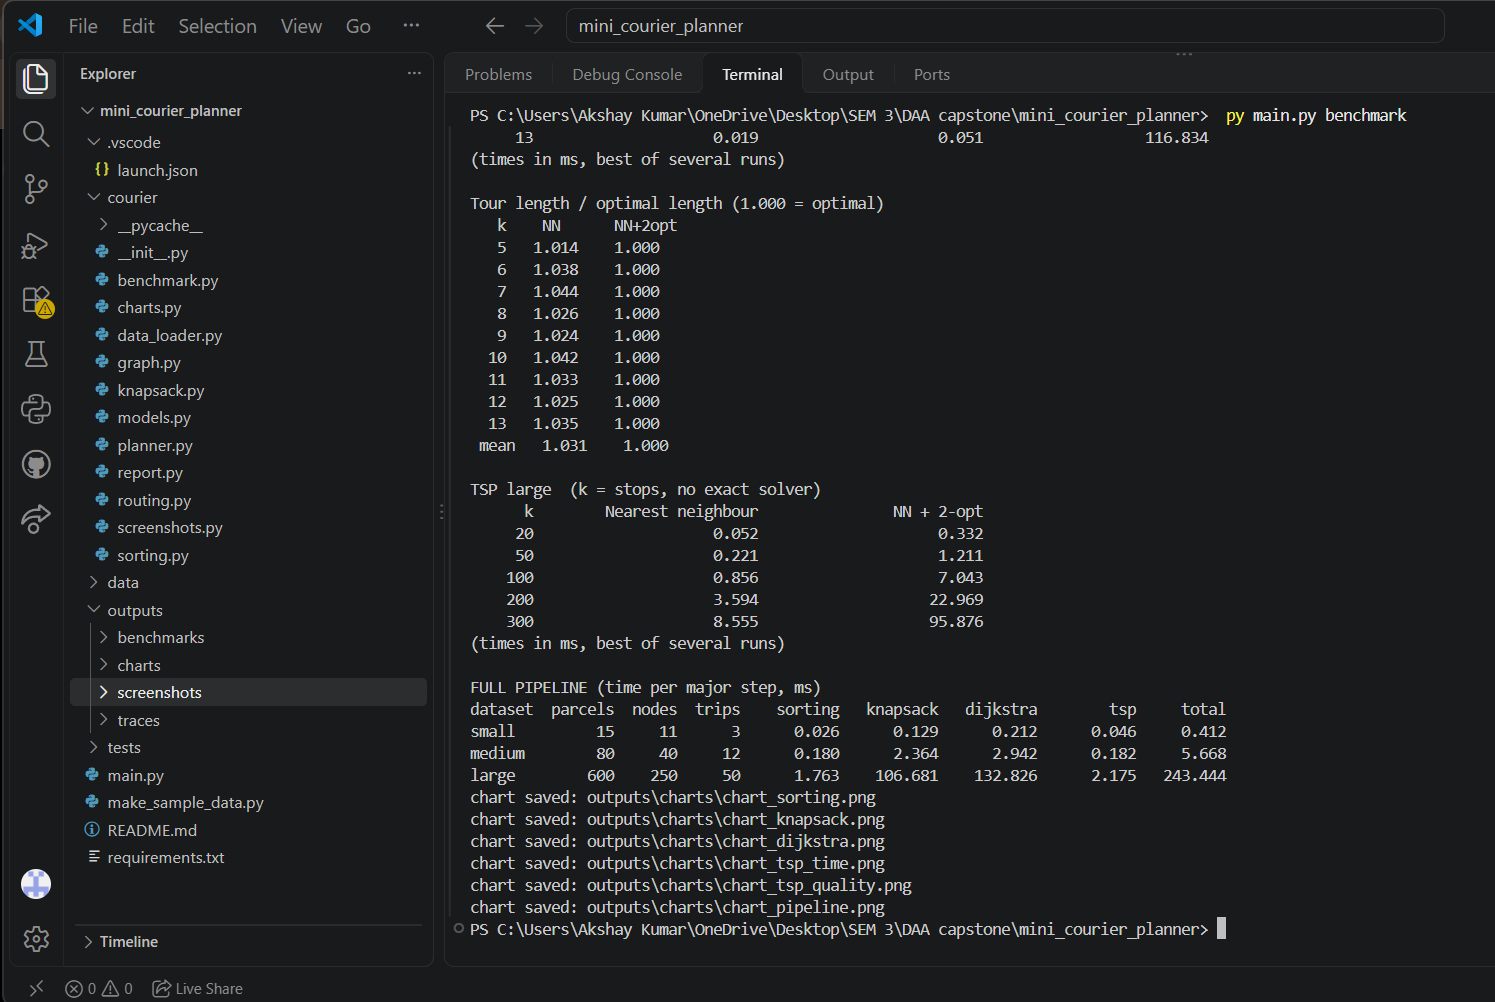 File Edit Selection View Go ···
mini_courier_planner
Explorer ···
mini_courier_planner
.vscode
{} launch.json
courier
__pycache__
__init__.py
benchmark.py
charts.py
data_loader.py
graph.py
knapsack.py
models.py
planner.py
report.py
routing.py
screenshots.py
sorting.py
data
outputs
benchmarks
charts
screenshots
traces
tests
main.py
make_sample_data.py
README.md
requirements.txt
Timeline
Problems Debug Console Terminal Output Ports
PS C:\Users\Akshay Kumar\OneDrive\Desktop\SEM 3\DAA capstone\mini_courier_planner> py main.py benchmark
13 0.019 0.051 116.834
(times in ms, best of several runs)
Tour length / optimal length (1.000 = optimal)
k NN NN+2opt
5 1.014 1.000
6 1.038 1.000
7 1.044 1.000
8 1.026 1.000
9 1.024 1.000
10 1.042 1.000
11 1.033 1.000
12 1.025 1.000
13 1.035 1.000
mean 1.031 1.000
TSP large (k = stops, no exact solver)
k Nearest neighbour NN + 2-opt
20 0.052 0.332
50 0.221 1.211
100 0.856 7.043
200 3.594 22.969
300 8.555 95.876
(times in ms, best of several runs)
FULL PIPELINE (time per major step, ms)
dataset parcels nodes trips sorting knapsack dijkstra tsp total
small 15 11 3 0.026 0.129 0.212 0.046 0.412
medium 80 40 12 0.180 2.364 2.942 0.182 5.668
large 600 250 50 1.763 106.681 132.826 2.175 243.444
chart saved: outputs\charts\chart_sorting.png
chart saved: outputs\charts\chart_knapsack.png
chart saved: outputs\charts\chart_dijkstra.png
chart saved: outputs\charts\chart_tsp_time.png
chart saved: outputs\charts\chart_tsp_quality.png
chart saved: outputs\charts\chart_pipeline.png
PS C:\Users\Akshay Kumar\OneDrive\Desktop\SEM 3\DAA capstone\mini_courier_planner>
0 0 Live Share